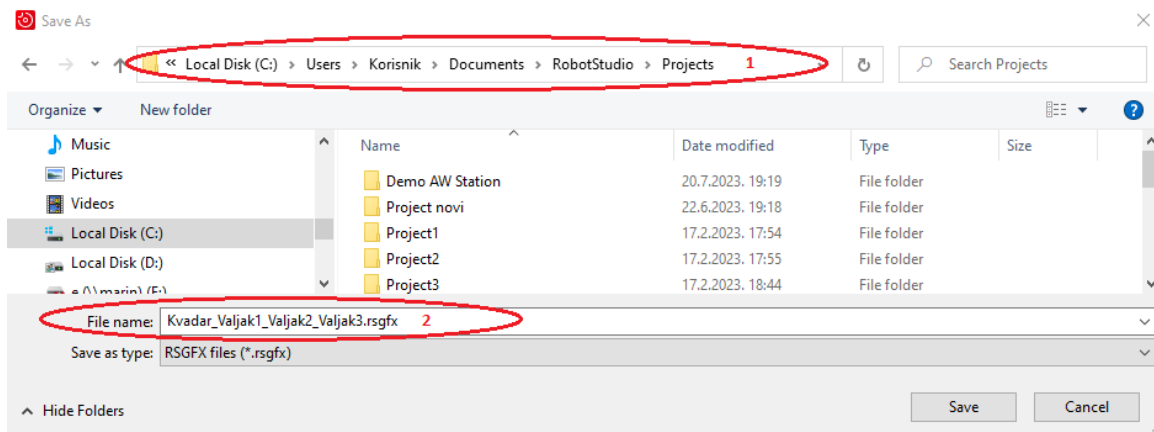 Save As
« Local Disk (C:) › Users › Korisnik › Documents › RobotStudio › Projects 1
Search Projects
Organize New folder
Music
Pictures
Videos
Local Disk (C:)
Local Disk (D:)
e (\\marin) (F:)
Name Date modified Type Size
Demo AW Station 20.7.2023. 19:19 File folder
Project novi 22.6.2023. 19:18 File folder
Project1 17.2.2023. 17:54 File folder
Project2 17.2.2023. 17:55 File folder
Project3 17.2.2023. 18:44 File folder
File name: Kvadar_Valjak1_Valjak2_Valjak3.rsgfx 2
Save as type: RSGFX files (*.rsgfx)
Hide Folders
Save Cancel